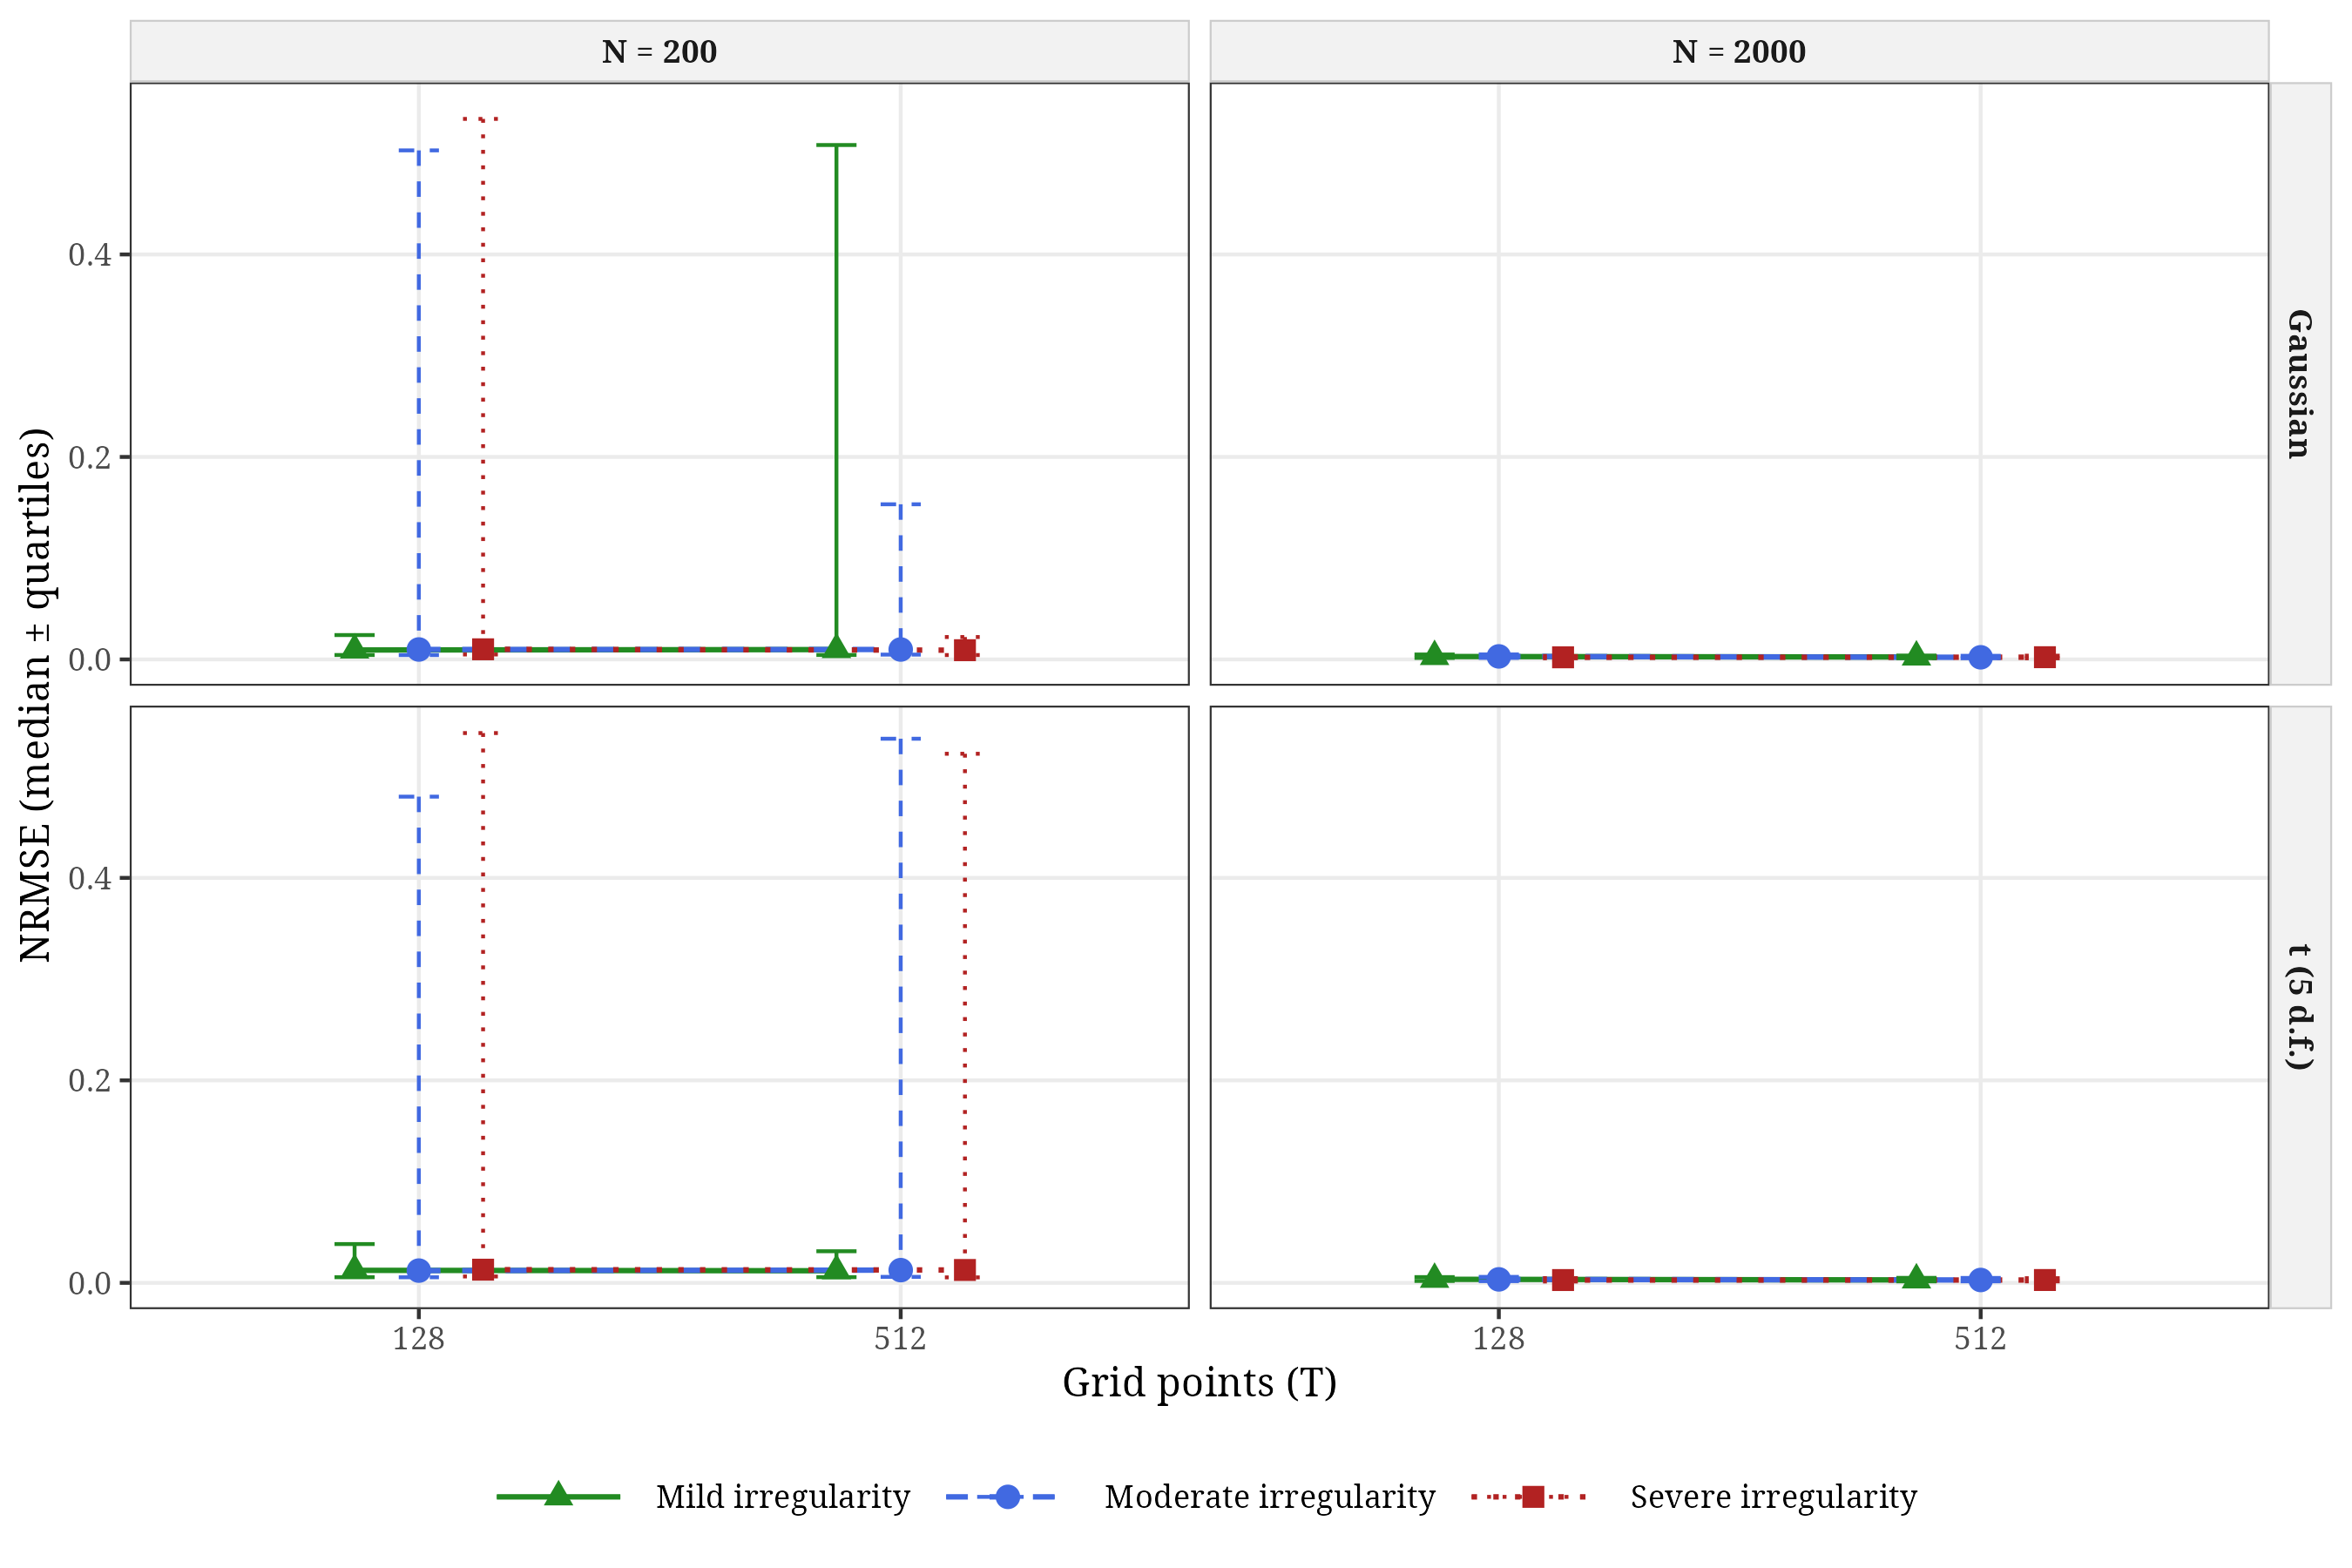 N = 200
N = 2000
Gaussian
t (5 d.f.)
NRMSE (median ± quartiles)
0.4
0.2
0.0
0.4
0.2
0.0
128
512
128
512
Grid points (T)
Mild irregularity
Moderate irregularity
Severe irregularity